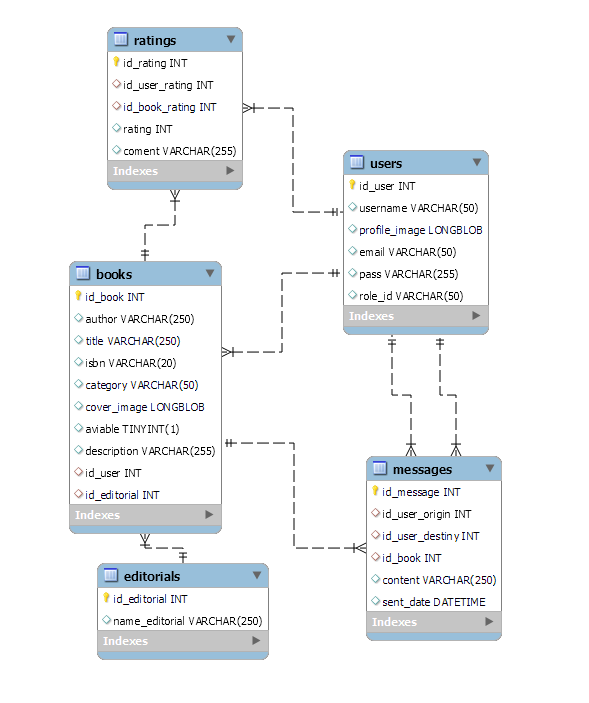 ratings
id_rating INT
id_user_rating INT
id_book_rating INT
rating INT
coment VARCHAR(255)
Indexes
users
id_user INT
username VARCHAR(50)
profile_image LONGBLOB
email VARCHAR(50)
pass VARCHAR(255)
role_id VARCHAR(50)
Indexes
books
id_book INT
author VARCHAR(250)
title VARCHAR(250)
isbn VARCHAR(20)
category VARCHAR(50)
cover_image LONGBLOB
aviable TINYINT(1)
description VARCHAR(255)
id_user INT
id_editorial INT
Indexes
messages
id_message INT
id_user_origin INT
id_user_destiny INT
id_book INT
content VARCHAR(250)
sent_date DATETIME
Indexes
editorials
id_editorial INT
name_editorial VARCHAR(250)
Indexes